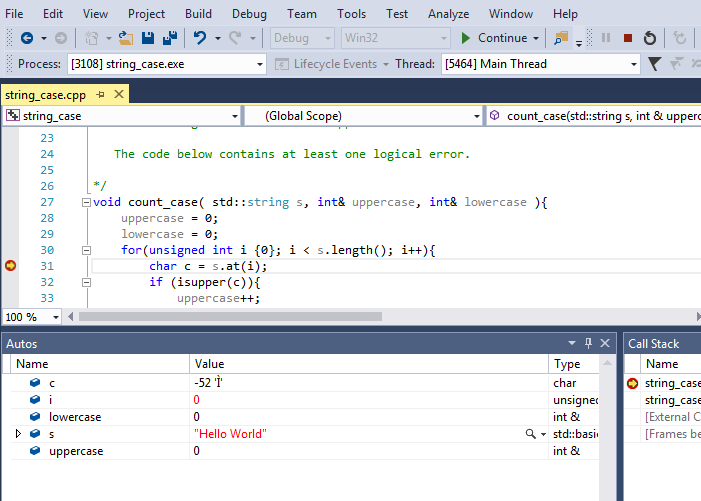 File Edit View Project Build Debug Team Tools Test Analyze Window Help
Debug Win32 Continue
Process: [3108] string_case.exe Lifecycle Events Thread: [5464] Main Thread
string_case.cpp
string_case (Global Scope) count_case(std::string s, int & upperc
23
24 The code below contains at least one logical error.
25
26 */
27 void count_case( std::string s, int& uppercase, int& lowercase ){
28 uppercase = 0;
29 lowercase = 0;
30 for(unsigned int i {0}; i < s.length(); i++){
31 char c = s.at(i);
32 if (isupper(c)){
33 uppercase++;
100 %
Autos
Name Value Type
c -52 'Ì' char
i 0 unsigned
lowercase 0 int &
s "Hello World" std::basi
uppercase 0 int &
Call Stack
Name
string_case
string_case
[External C
[Frames be